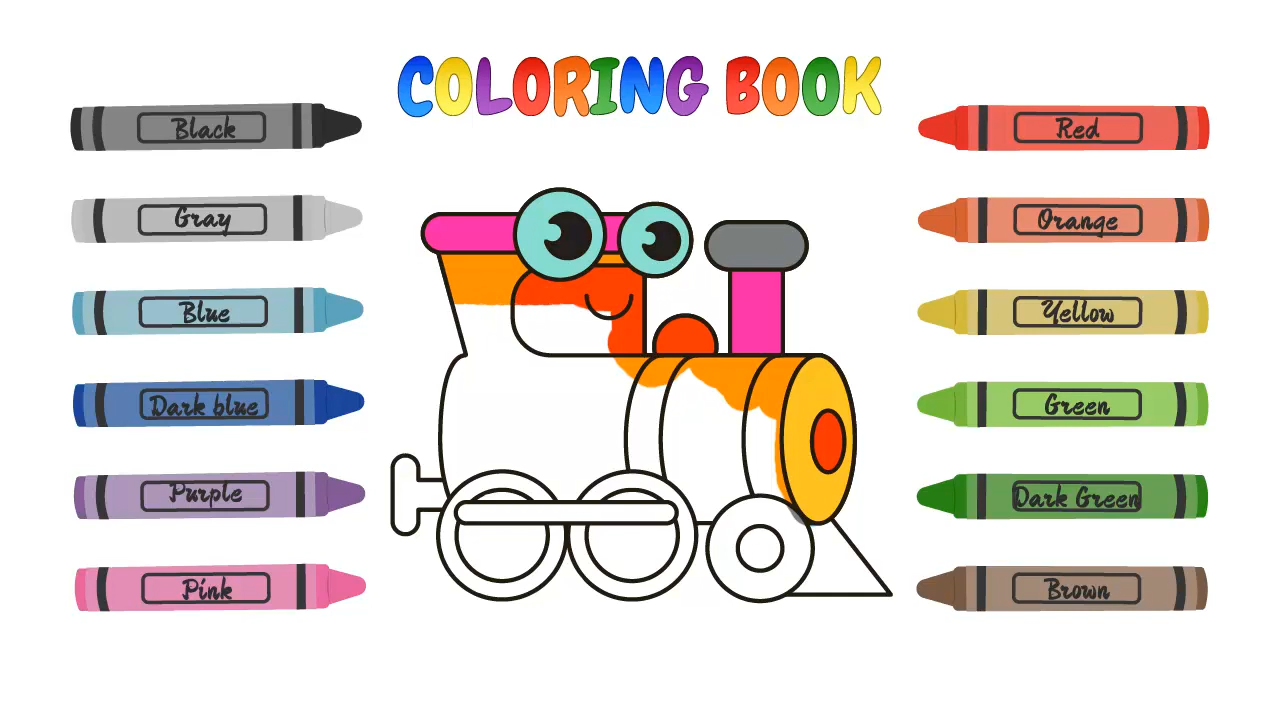 COLORING BOOK
Black
Gray
Blue
Dark blue
Purple
Pink
Red
Orange
Yellow
Green
Dark Green
Brown